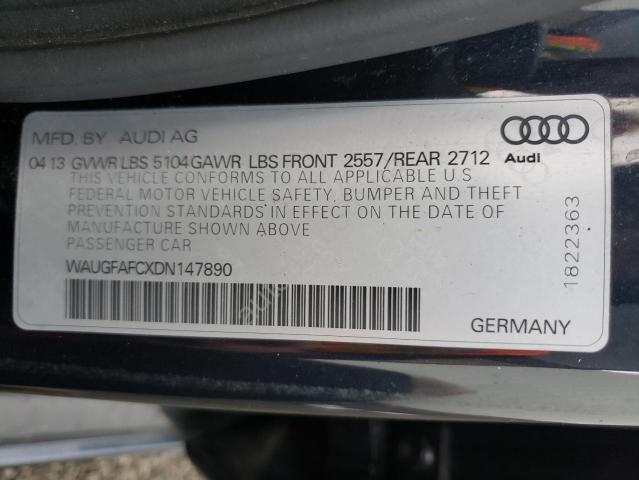 MFD. BY AUDI AG
04 13 GVWR LBS 5104 GAWR LBS FRONT 2557/REAR 2712
Audi
THIS VEHICLE CONFORMS TO ALL APPLICABLE U.S
FEDERAL MOTOR VEHICLE SAFETY, BUMPER AND THEFT
PREVENTION STANDARDS IN EFFECT ON THE DATE OF
MANUFACTURE SHOWN ABOVE
PASSENGER CAR
WAUGFAFCXDN147890
1822363
GERMANY